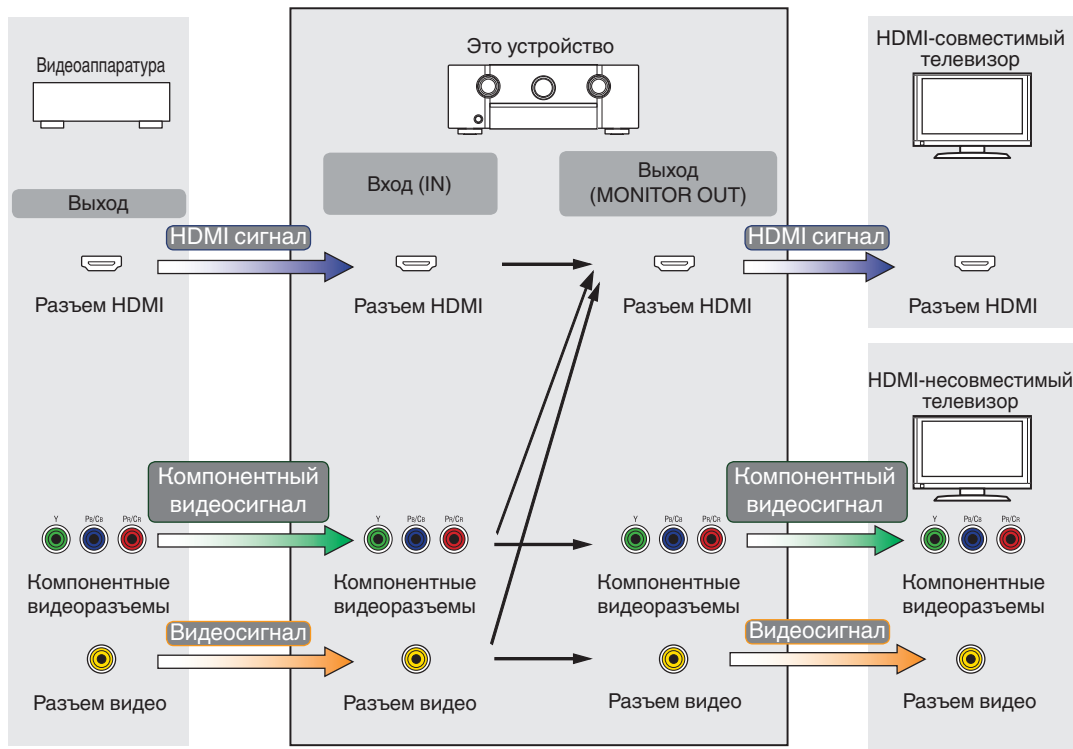 Видеоаппаратура
Это устройство
HDMI-совместимый
телевизор
Выход
Вход (IN)
Выход
(MONITOR OUT)
HDMI сигнал
HDMI сигнал
Разъем HDMI
Разъем HDMI
Разъем HDMI
Разъем HDMI
HDMI-несовместимый
телевизор
Компонентный
видеосигнал
Компонентный
видеосигнал
Y PB/CB PR/CR
Y PB/CB PR/CR
Y PB/CB PR/CR
Y PB/CB PR/CR
Компонентные
видеоразъемы
Компонентные
видеоразъемы
Компонентные
видеоразъемы
Компонентные
видеоразъемы
Видеосигнал
Видеосигнал
Разъем видео
Разъем видео
Разъем видео
Разъем видео